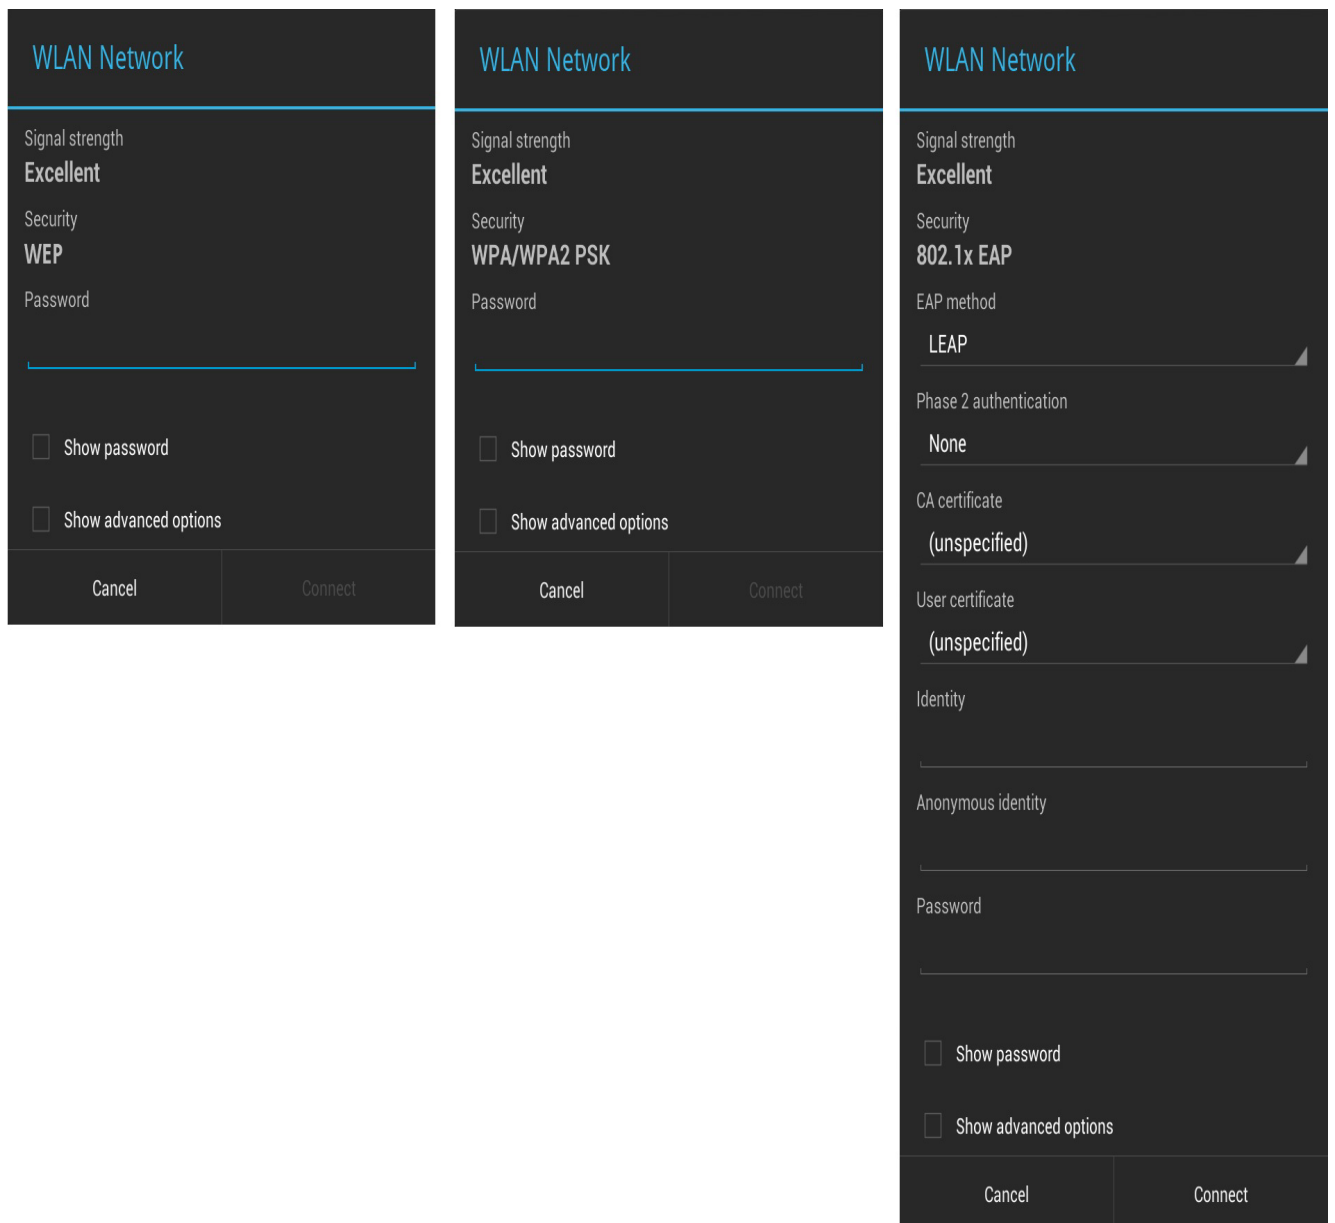 WLAN Network
Signal strength
Excellent
Security
WEP
Password
Show password
Show advanced options
Cancel
Connect
WLAN Network
Signal strength
Excellent
Security
WPA/WPA2 PSK
Password
Show password
Show advanced options
Cancel
Connect
WLAN Network
Signal strength
Excellent
Security
802.1x EAP
EAP method
LEAP
Phase 2 authentication
None
CA certificate
(unspecified)
User certificate
(unspecified)
Identity
Anonymous identity
Password
Show password
Show advanced options
Cancel
Connect